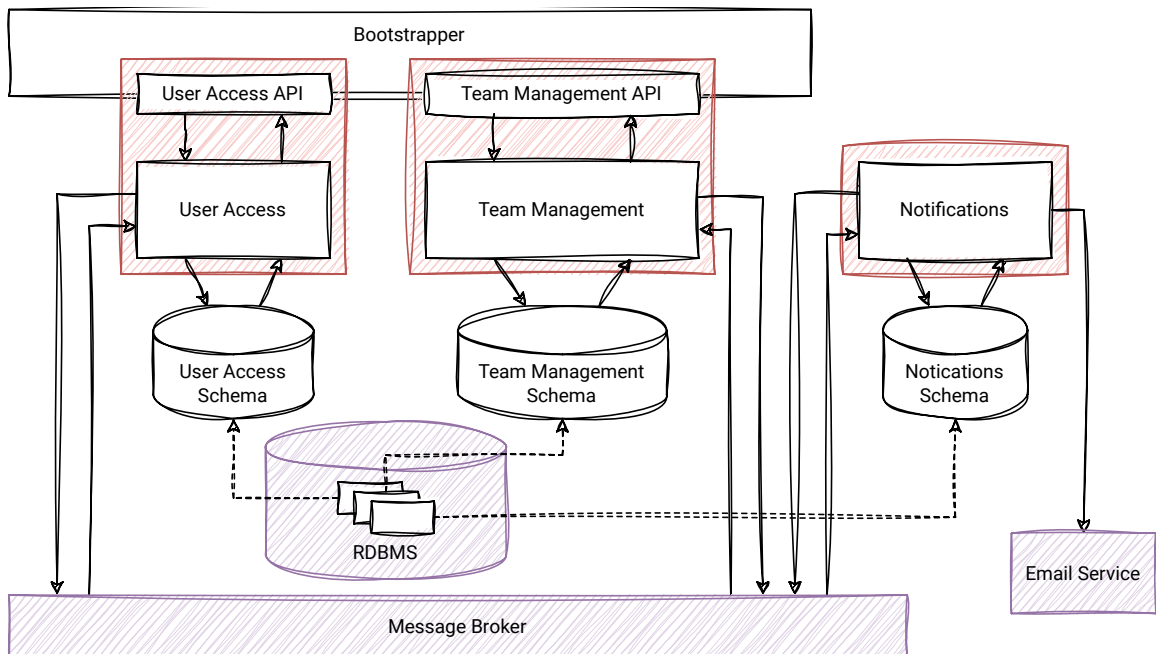 Bootstrapper
User Access API
Team Management API
User Access
Team Management
Notifications
User Access
Schema
Team Management
Schema
Notications
Schema
RDBMS
Email Service
Message Broker